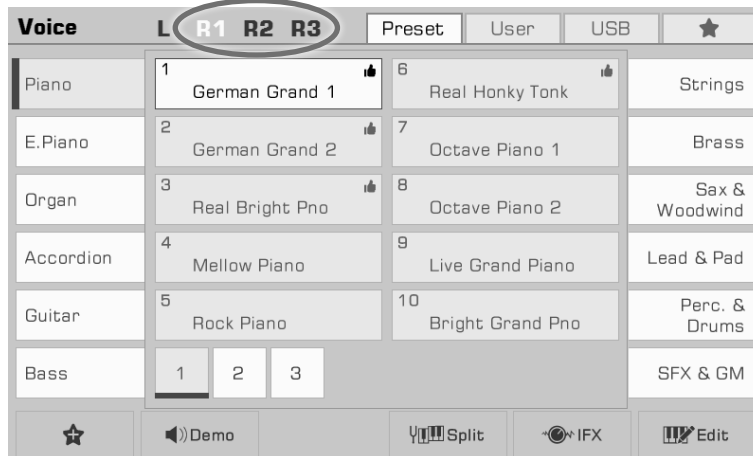 Voice L R1 R2 R3 Preset User USB
Piano
E.Piano
Organ
Accordion
Guitar
Bass
1 German Grand 1
2 German Grand 2
3 Real Bright Pno
4 Mellow Piano
5 Rock Piano
6 Real Honky Tonk
7 Octave Piano 1
8 Octave Piano 2
9 Live Grand Piano
10 Bright Grand Pno
1 2 3
Strings
Brass
Sax &
Woodwind
Lead & Pad
Perc. &
Drums
SFX & GM
Demo Split IFX Edit